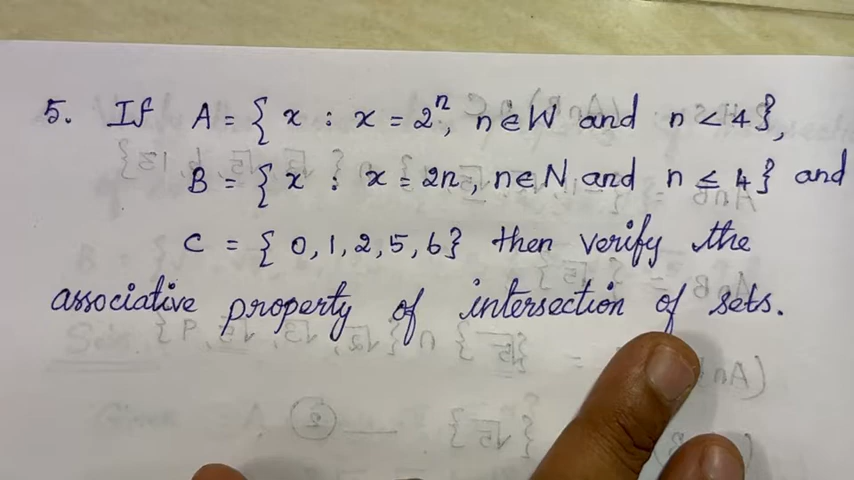 5. If A = { x : x = 2ⁿ, n ∈ W and n < 4 },
B = { x : x = 2n, n ∈ N and n ≤ 4 } and
C = { 0, 1, 2, 5, 6 } then verify the
associative property of intersection of sets.